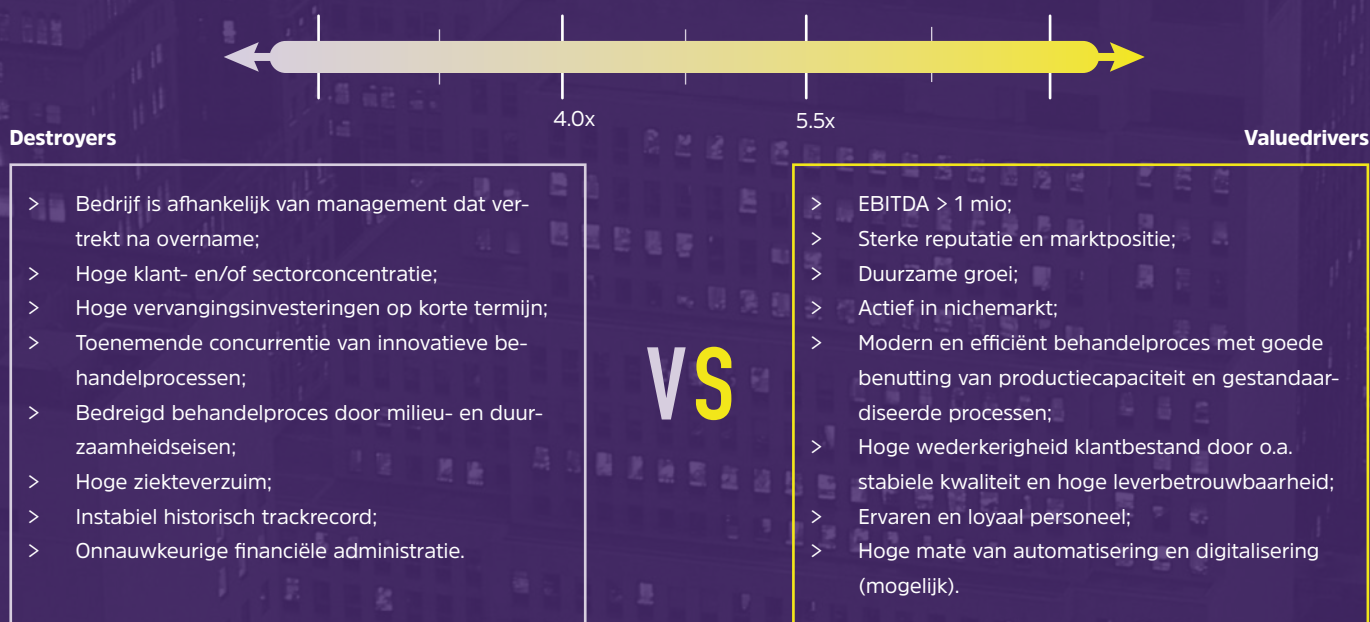 4.0x
5.5x
Destroyers
Valuedrivers
> Bedrijf is afhankelijk van management dat ver-
trekt na overname;
> Hoge klant- en/of sectorconcentratie;
> Hoge vervangingsinvesteringen op korte termijn;
> Toenemende concurrentie van innovatieve be-
handelprocessen;
> Bedreigd behandelproces door milieu- en duur-
zaamheidseisen;
> Hoge ziekteverzuim;
> Instabiel historisch trackrecord;
> Onnauwkeurige financiële administratie.
VS
> EBITDA > 1 mio;
> Sterke reputatie en marktpositie;
> Duurzame groei;
> Actief in nichemarkt;
> Modern en efficiënt behandelproces met goede
benutting van productiecapaciteit en gestandaar-
diseerde processen;
> Hoge wederkerigheid klantbestand door o.a.
stabiele kwaliteit en hoge leverbetrouwbaarheid;
> Ervaren en loyaal personeel;
> Hoge mate van automatisering en digitalisering
(mogelijk).